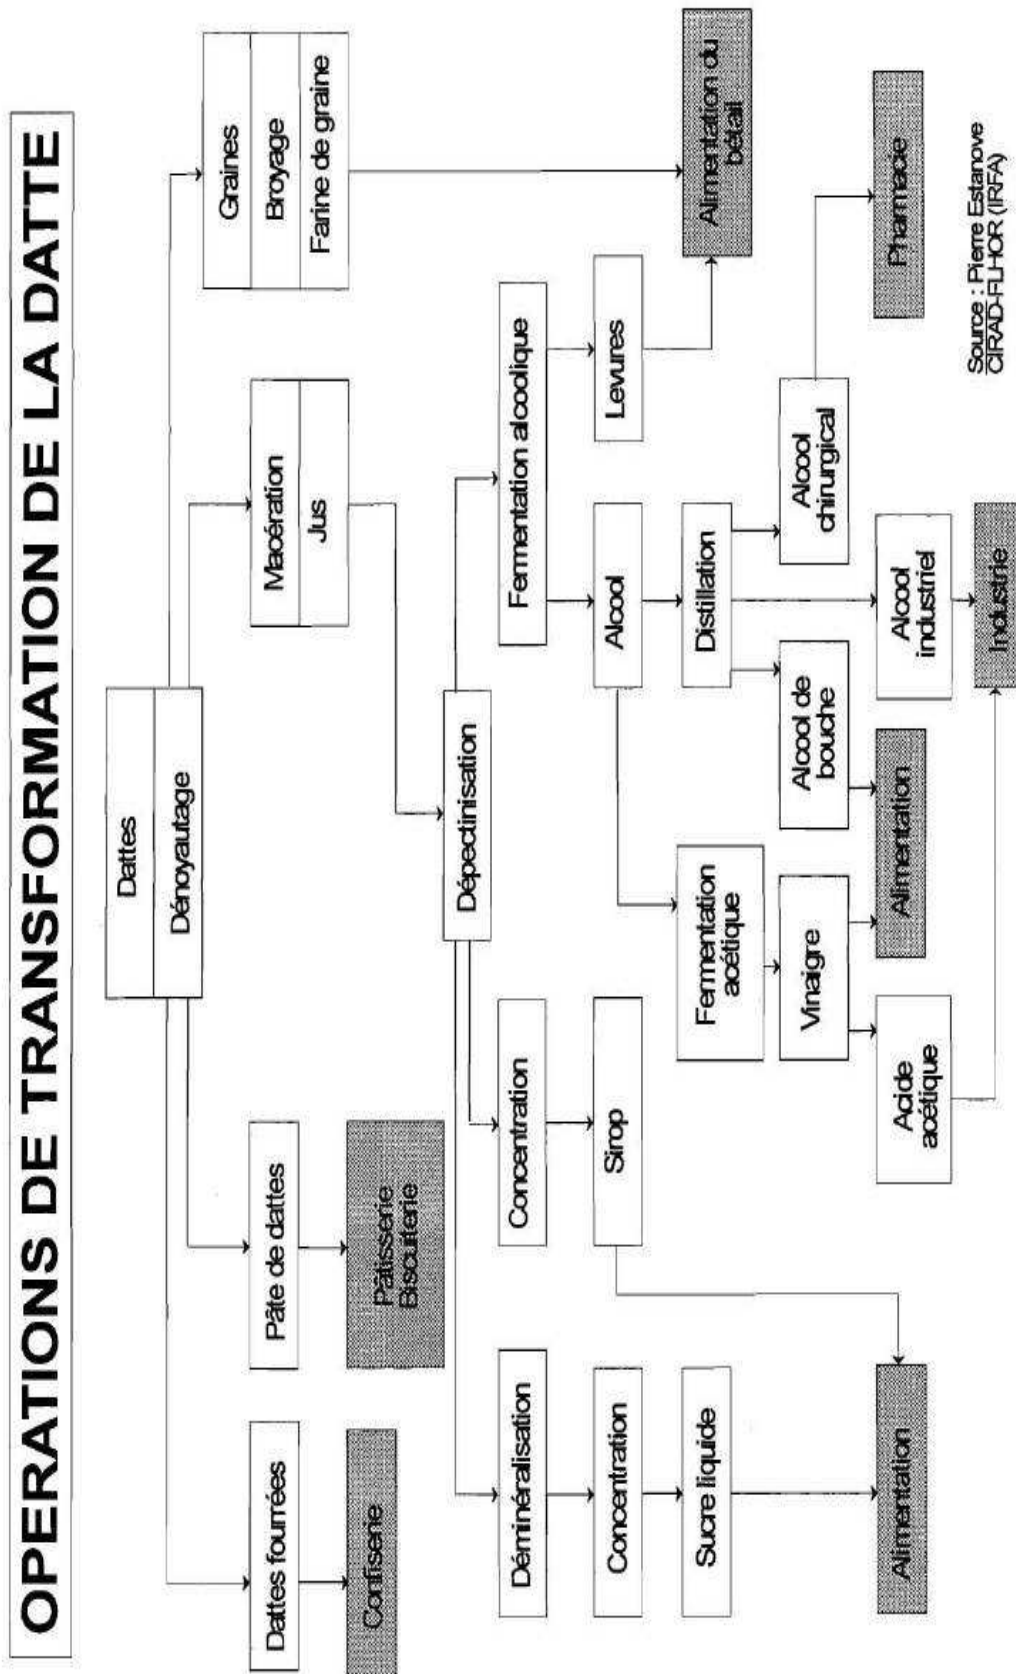 OPERATIONS DE TRANSFORMATION DE LA DATTE
Dattes
Dénoyautage
Dattes fourrées
Confiserie
Pâte de dattes
Pâtisserie
Biscuiterie
Macération
Jus
Graines
Broyage
Farine de graine
Dépectinisation
Déminéralisation
Concentration
Sucre liquide
Alimentation
Concentration
Sirop
Fermentation alcoolique
Alcool
Levures
Alimentation du
bétail
Fermentation
acétique
Vinaigre
Acide
acétique
Distillation
Alcool de
bouche
Alimentation
Alcool
industriel
Industrie
Alcool
chirurgical
Pharmacie
Source : Pierre Estanove
CIRAD-FLHOR (IRFA)